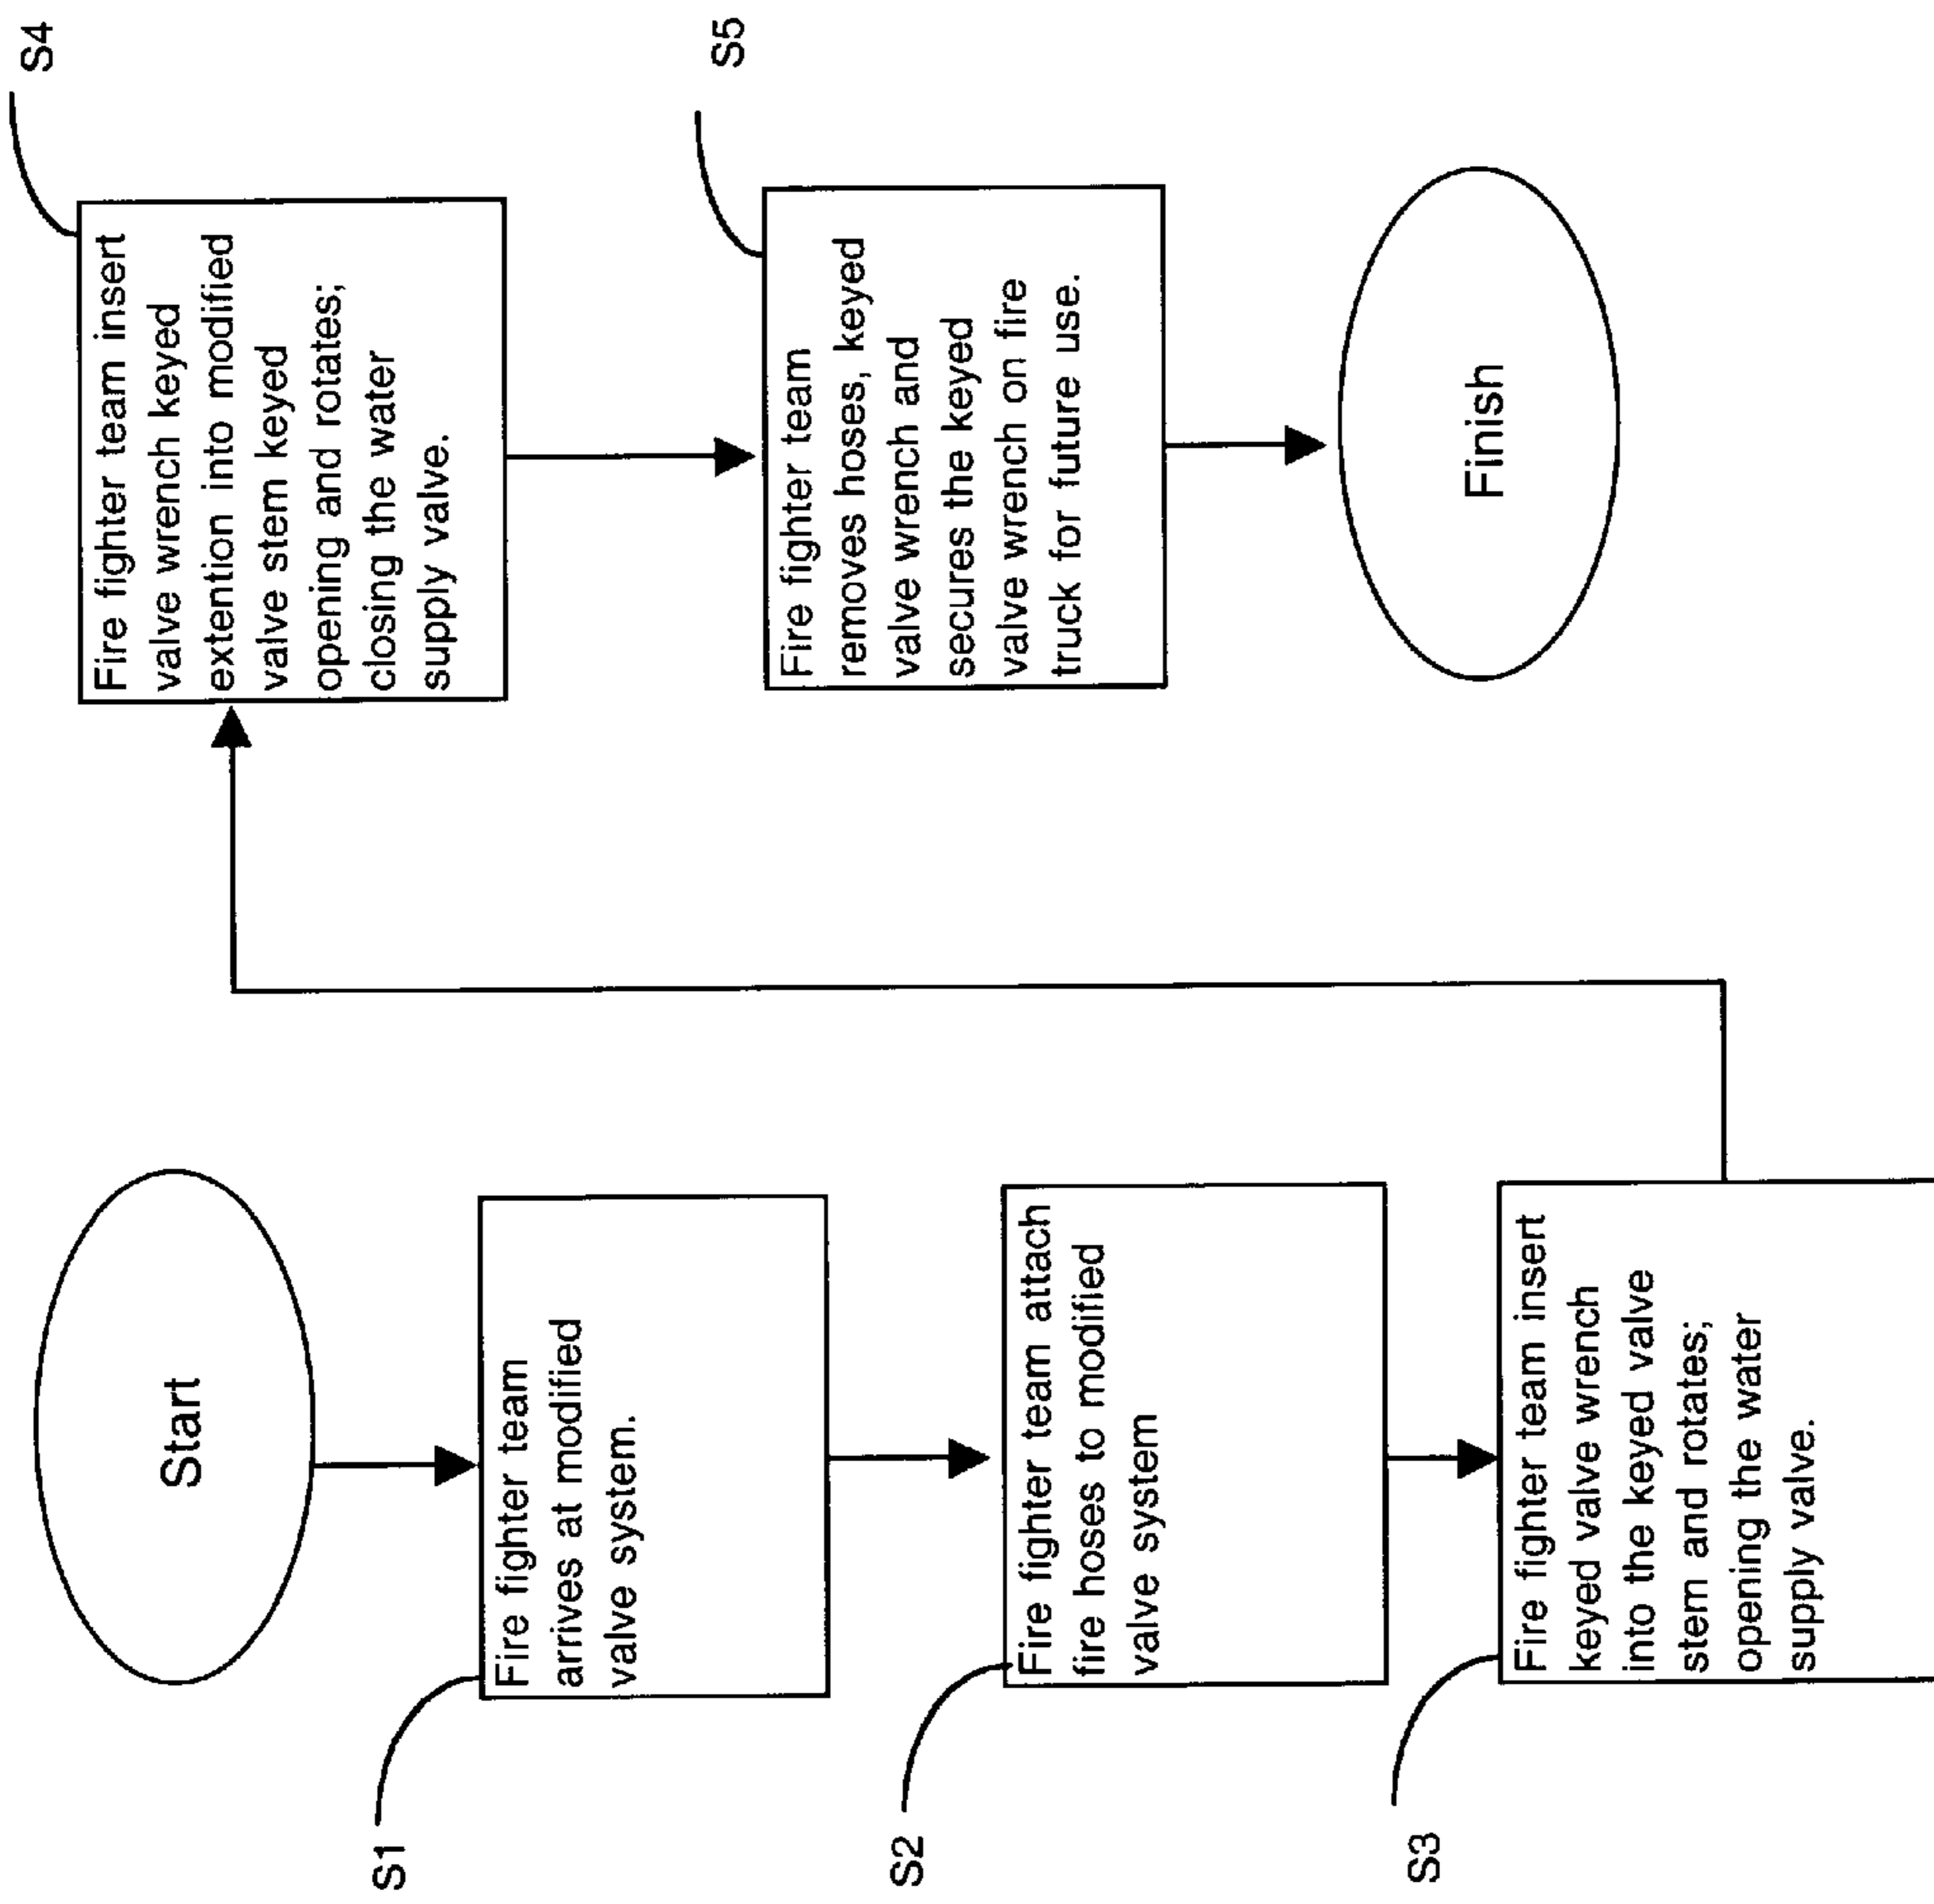 Start
S1
Fire fighter team
arrives at modified
valve system.
S2
Fire fighter team attach
fire hoses to modified
valve system
S3
Fire fighter team insert
keyed valve wrench
into the keyed valve
stem and rotates;
opening the water
supply valve.
S4
Fire fighter team insert
valve wrench keyed
extention into modified
valve stem keyed
opening and rotates;
closing the water
supply valve.
S5
Fire fighter team
removes hoses, keyed
valve wrench and
secures the keyed
valve wrench on fire
truck for future use.
Finish